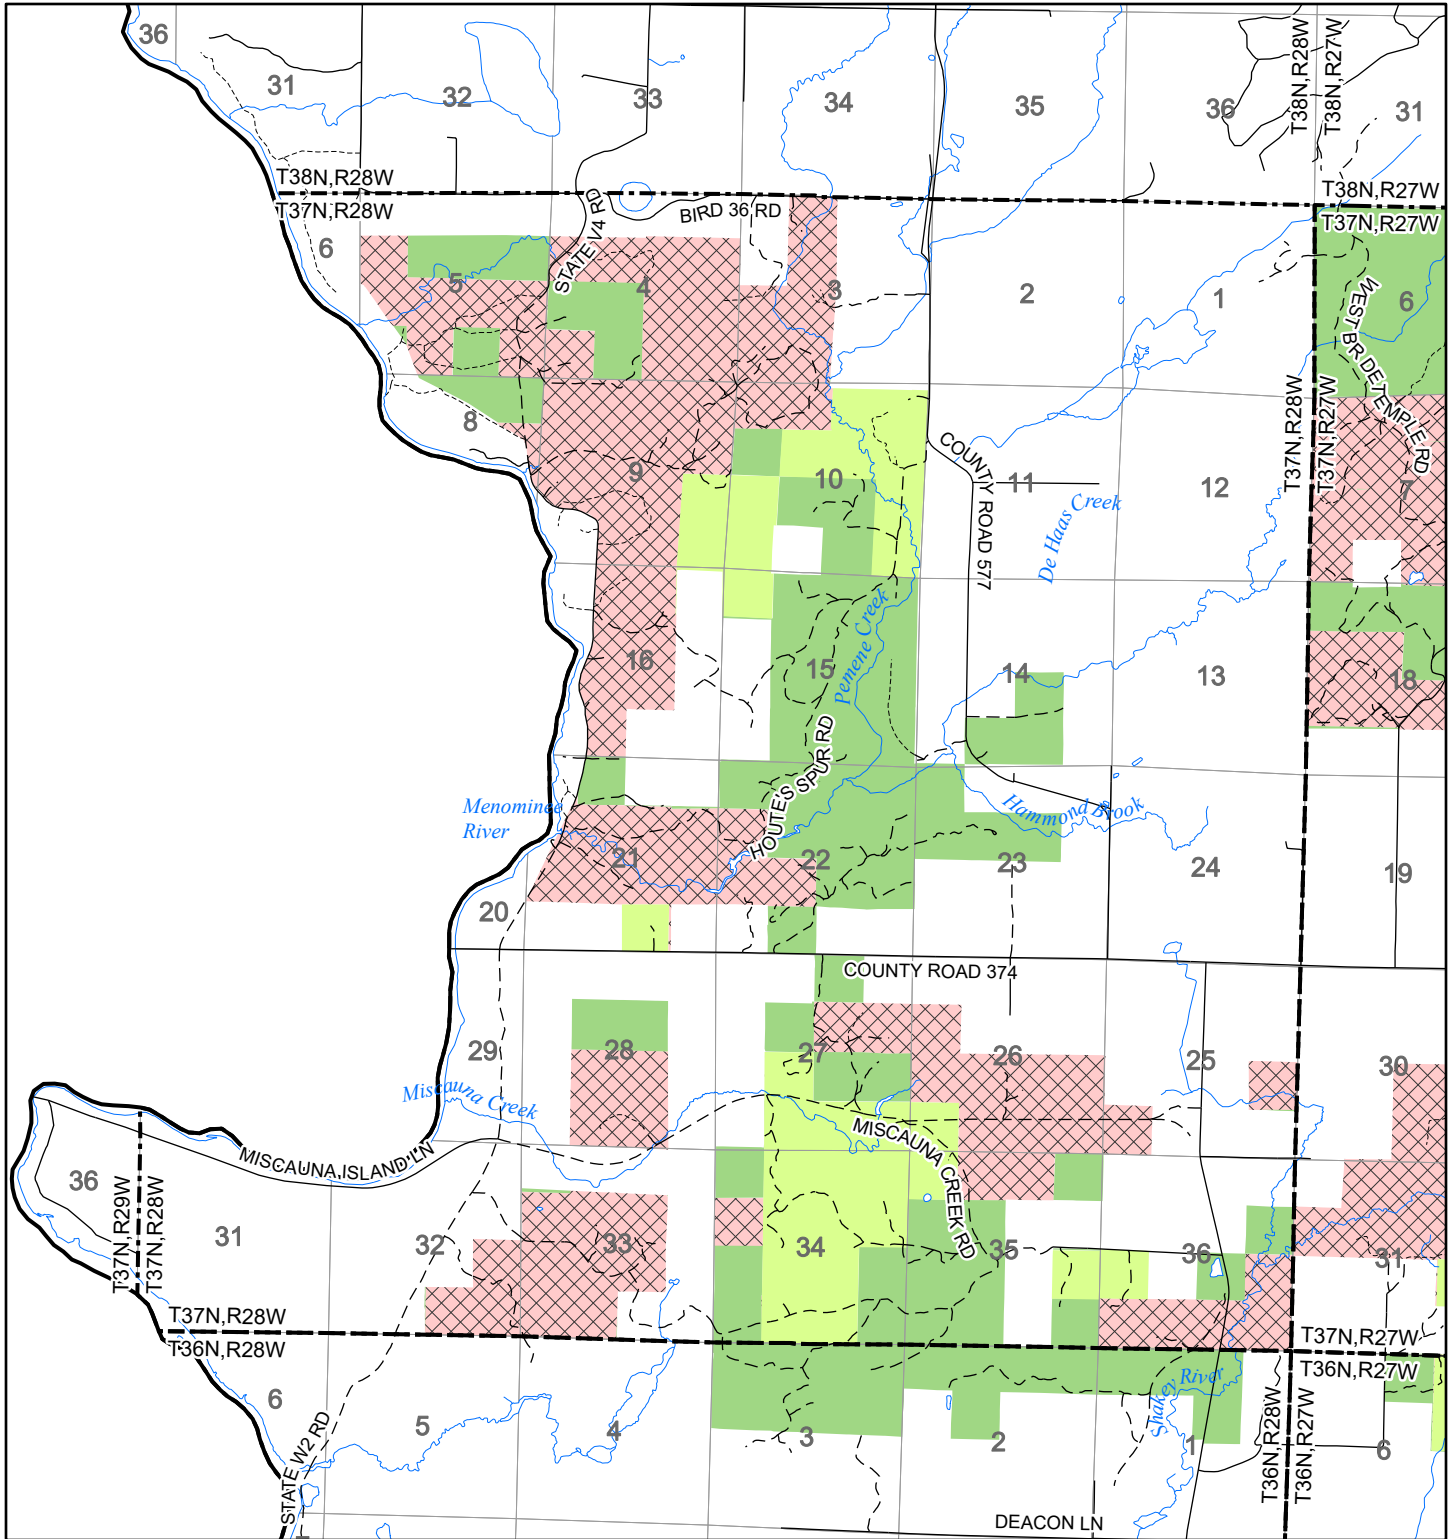 36
31
32
33
34
35
36
31
T38N,R28W
T38N,R27W
T38N,R28W
T37N,R28W
T38N,R27W
T37N,R27W
BIRD 36 RD
STATE V4 RD
6
5
4
3
2
1
6
WEST BR DETEMPLE RD
T37N,R28W
T37N,R27W
8
9
10
11
12
7
COUNTY ROAD 577
De Haas Creek
Pemene Creek
16
15
14
13
18
HOUTE'S SPUR RD
Menominee
River
Hammond Brook
21
22
23
24
19
20
COUNTY ROAD 374
29
28
27
26
25
30
Miscauna Creek
MISCAUNA ISLAND LN
MISCAUNA CREEK RD
36
T37N,R29W
T37N,R28W
31
32
33
34
35
36
31
T37N,R28W
T36N,R28W
T37N,R27W
T36N,R27W
6
5
4
3
2
1
6
Shakey River
STATE W2 RD
T36N,R28W
T36N,R27W
DEACON LN